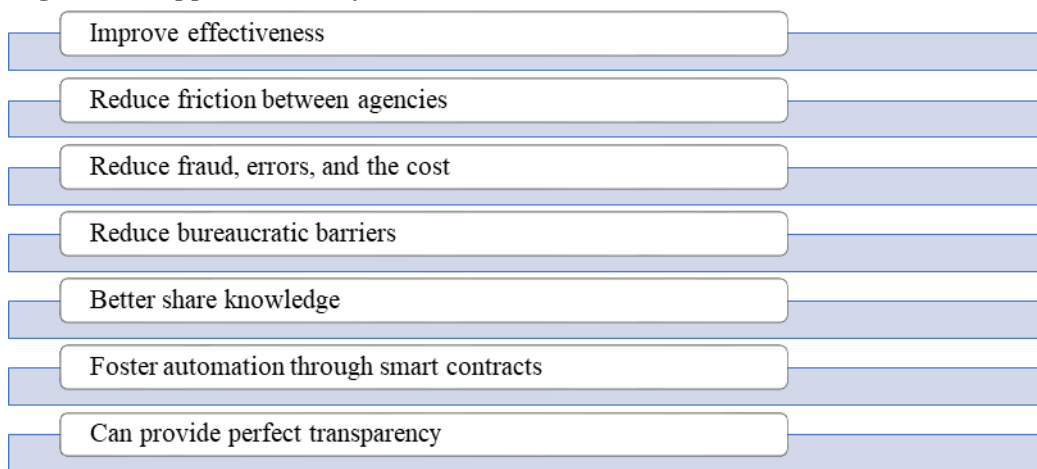 Improve effectiveness
Reduce friction between agencies
Reduce fraud, errors, and the cost
Reduce bureaucratic barriers
Better share knowledge
Foster automation through smart contracts
Can provide perfect transparency